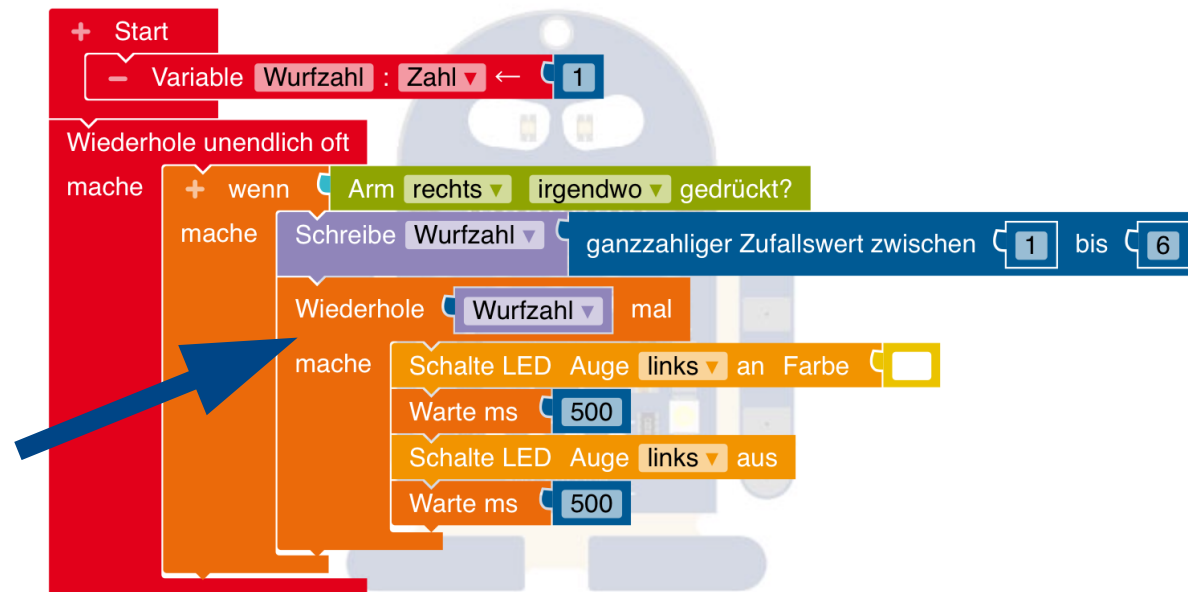 + Start
− Variable Wurfzahl : Zahl ▾ ← 1
Wiederhole unendlich oft
mache + wenn Arm rechts ▾ irgendwo ▾ gedrückt?
mache Schreibe Wurfzahl ▾ ganzzahliger Zufallswert zwischen 1 bis 6
Wiederhole Wurfzahl ▾ mal
mache Schalte LED Auge links ▾ an Farbe
Warte ms 500
Schalte LED Auge links ▾ aus
Warte ms 500